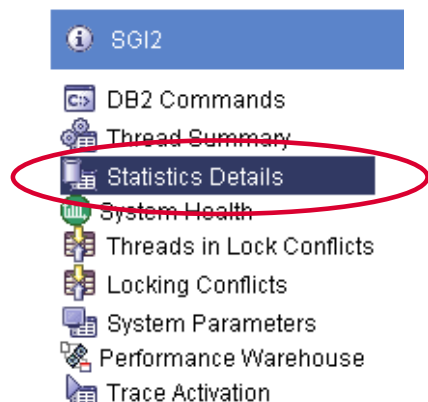 SGI2
DB2 Commands
Thread Summary
Statistics Details
System Health
Threads in Lock Conflicts
Locking Conflicts
System Parameters
Performance Warehouse
Trace Activation